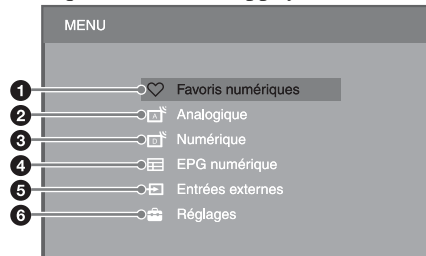 MENU
1 Favoris numériques
2 A Analogique
3 D Numérique
4 EPG numérique
5 Entrées externes
6 Réglages